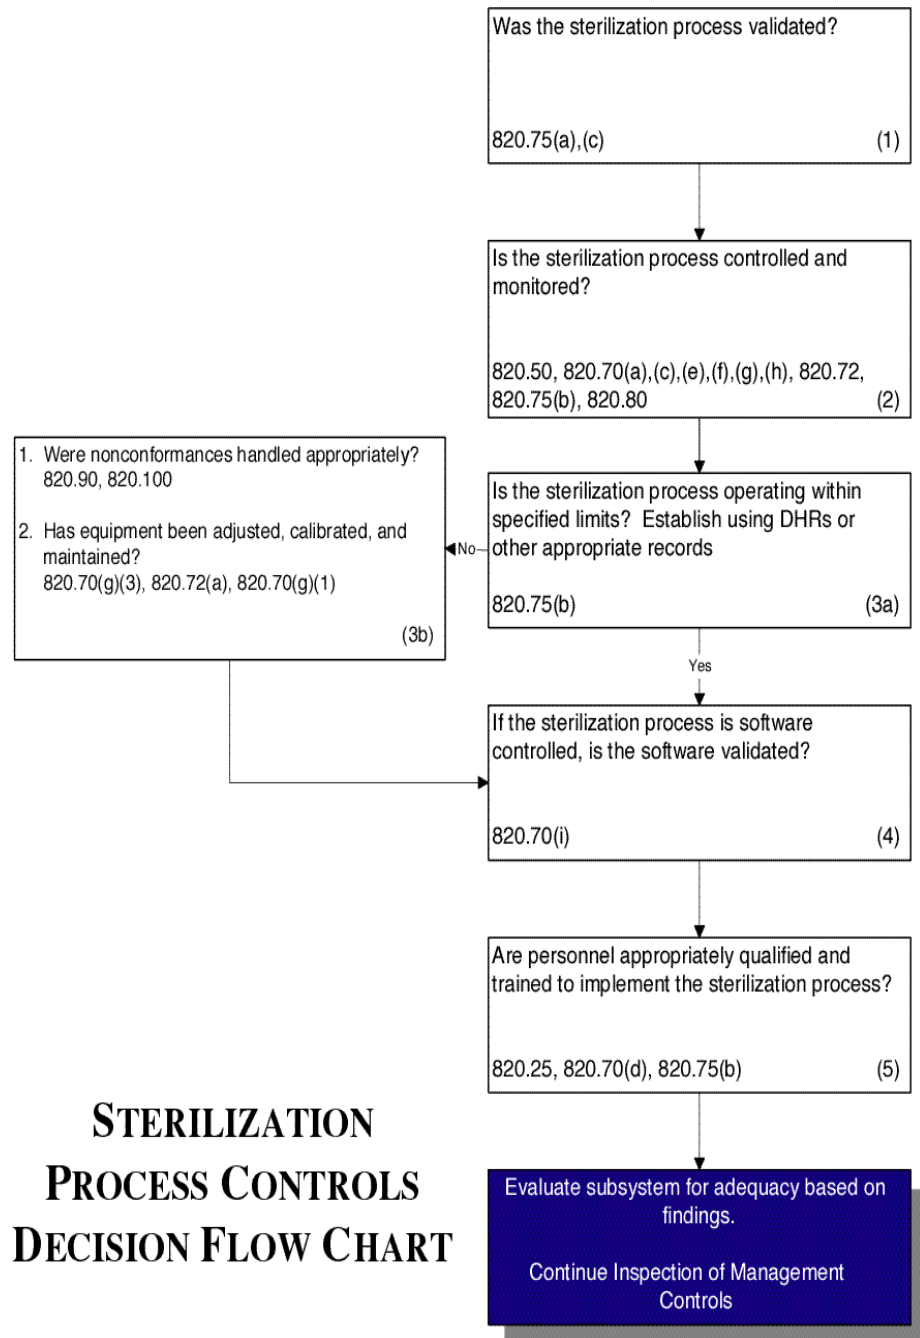 Was the sterilization process validated?
820.75(a),(c) (1)
Is the sterilization process controlled and
monitored?
820.50, 820.70(a),(c),(e),(f),(g),(h), 820.72,
820.75(b), 820.80 (2)
Is the sterilization process operating within
specified limits? Establish using DHRs or
other appropriate records
820.75(b) (3a)
No
1. Were nonconformances handled appropriately?
820.90, 820.100
2. Has equipment been adjusted, calibrated, and
maintained?
820.70(g)(3), 820.72(a), 820.70(g)(1)
(3b)
Yes
If the sterilization process is software
controlled, is the software validated?
820.70(i) (4)
Are personnel appropriately qualified and
trained to implement the sterilization process?
820.25, 820.70(d), 820.75(b) (5)
Evaluate subsystem for adequacy based on
findings.
Continue Inspection of Management
Controls
STERILIZATION
PROCESS CONTROLS
DECISION FLOW CHART